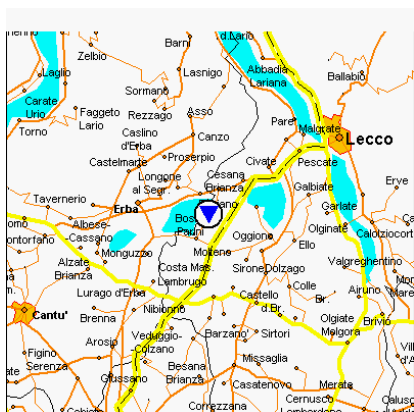 d.Lario
Barni
Zelbio
Laglio
Lasnigo
Abbadia
Lariana
Ballabio
Sormano
Carate
Urio
Faggeto
Lario
Rezzago
Asso
Torno
Pare
Malgrate
Caslino
d'Erba
Canzo
Lecco
Castelmarte
Proserpio
Civate
Pescate
Longone
al Segr.
Cesana
Brianza
Galbiate
Erve
Tavernerio
Erba
Garlate
Albese-
Cassano
Bos
Parini
Oggiono
Olginate
Calolziocort
Monguzzo
Molteno
Ello
Alzate
Brianza
Costa Mas.
Sirone
Dolzago
Valgreghentino
Lambrugo
Colle
Br.
Airuno
Lurago d'Erba
Castello
d.Br.
Cantu'
Brenna
Nibionno
Olgiate
Malgora
Brivio
Arosio
Veduggio-
Colzano
Barzano'
Sirtori
Figino
Serenza
Missaglia
Besana
Brianza
Giussano
Casatenovo
Merate
Cernusco
Correzzana